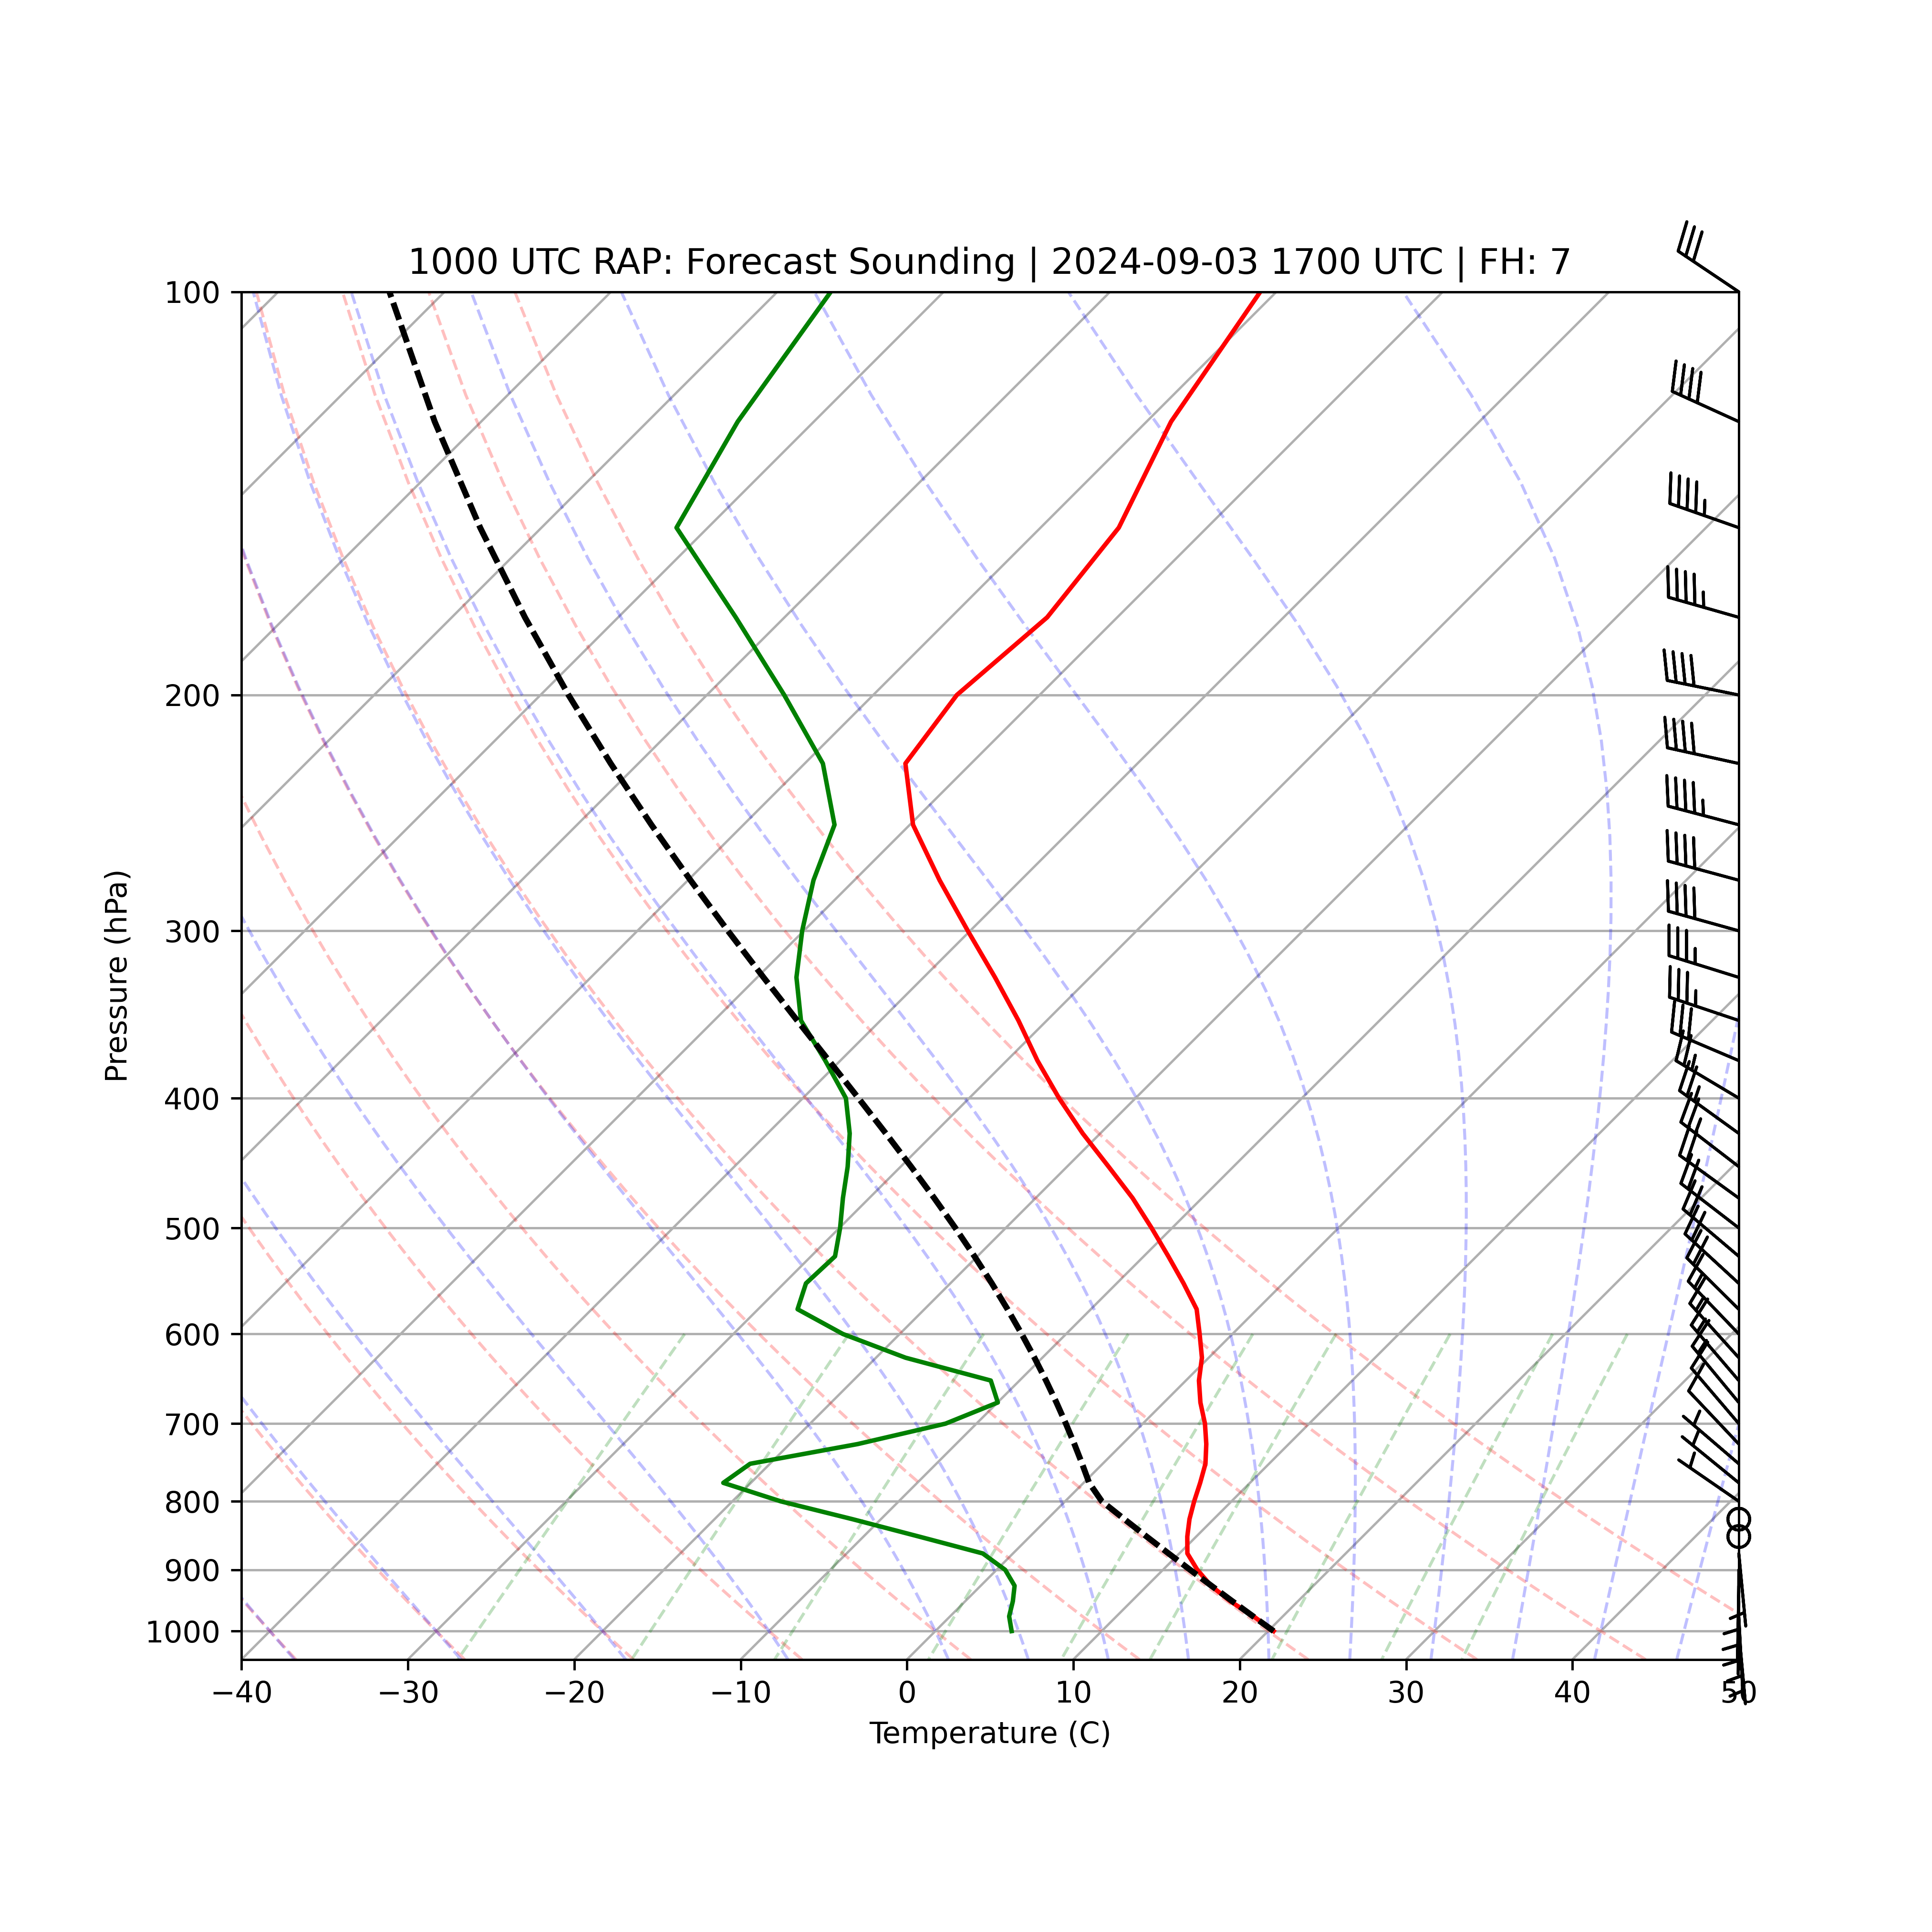 1000 UTC RAP: Forecast Sounding | 2024-09-03 1700 UTC | FH: 7
100
200
300
400
500
600
700
800
900
1000
Pressure (hPa)
−40 −30 −20 −10 0 10 20 30 40 50
Temperature (C)